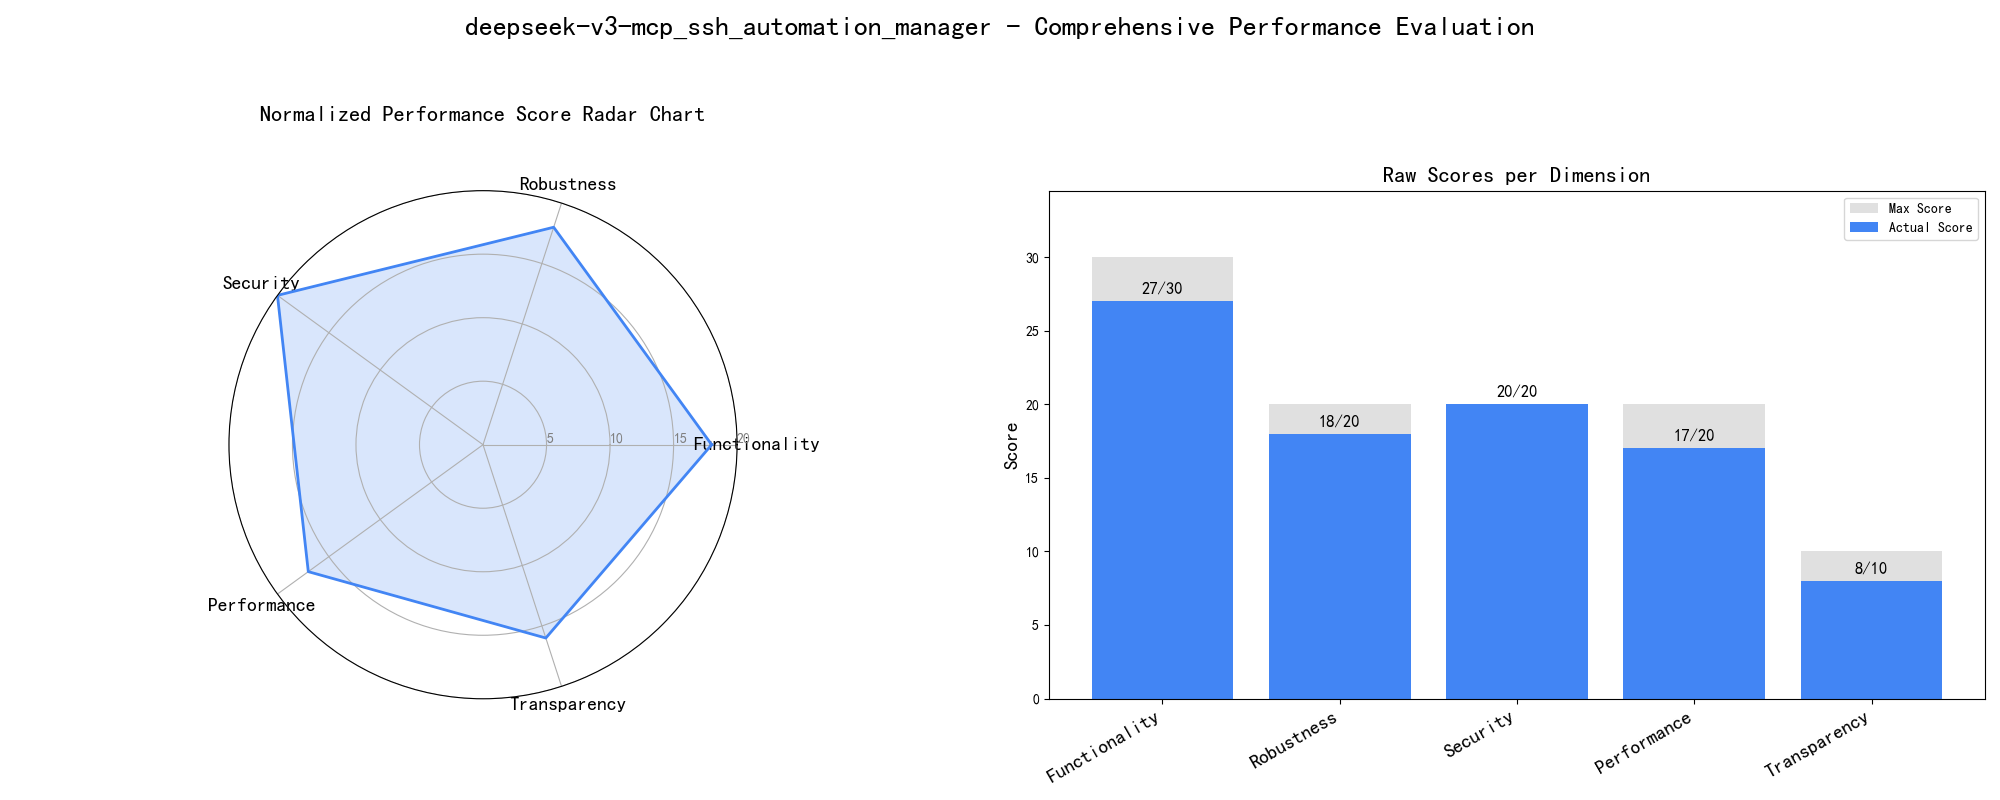 deepseek-v3-mcp_ssh_automation_manager - Comprehensive Performance Evaluation
Normalized Performance Score Radar Chart
Robustness
Security
Functionality
Performance
Transparency
5
10
15
20
Raw Scores per Dimension
Max Score
Actual Score
Score
30
25
20
15
10
5
0
27/30
18/20
20/20
17/20
8/10
Functionality
Robustness
Security
Performance
Transparency